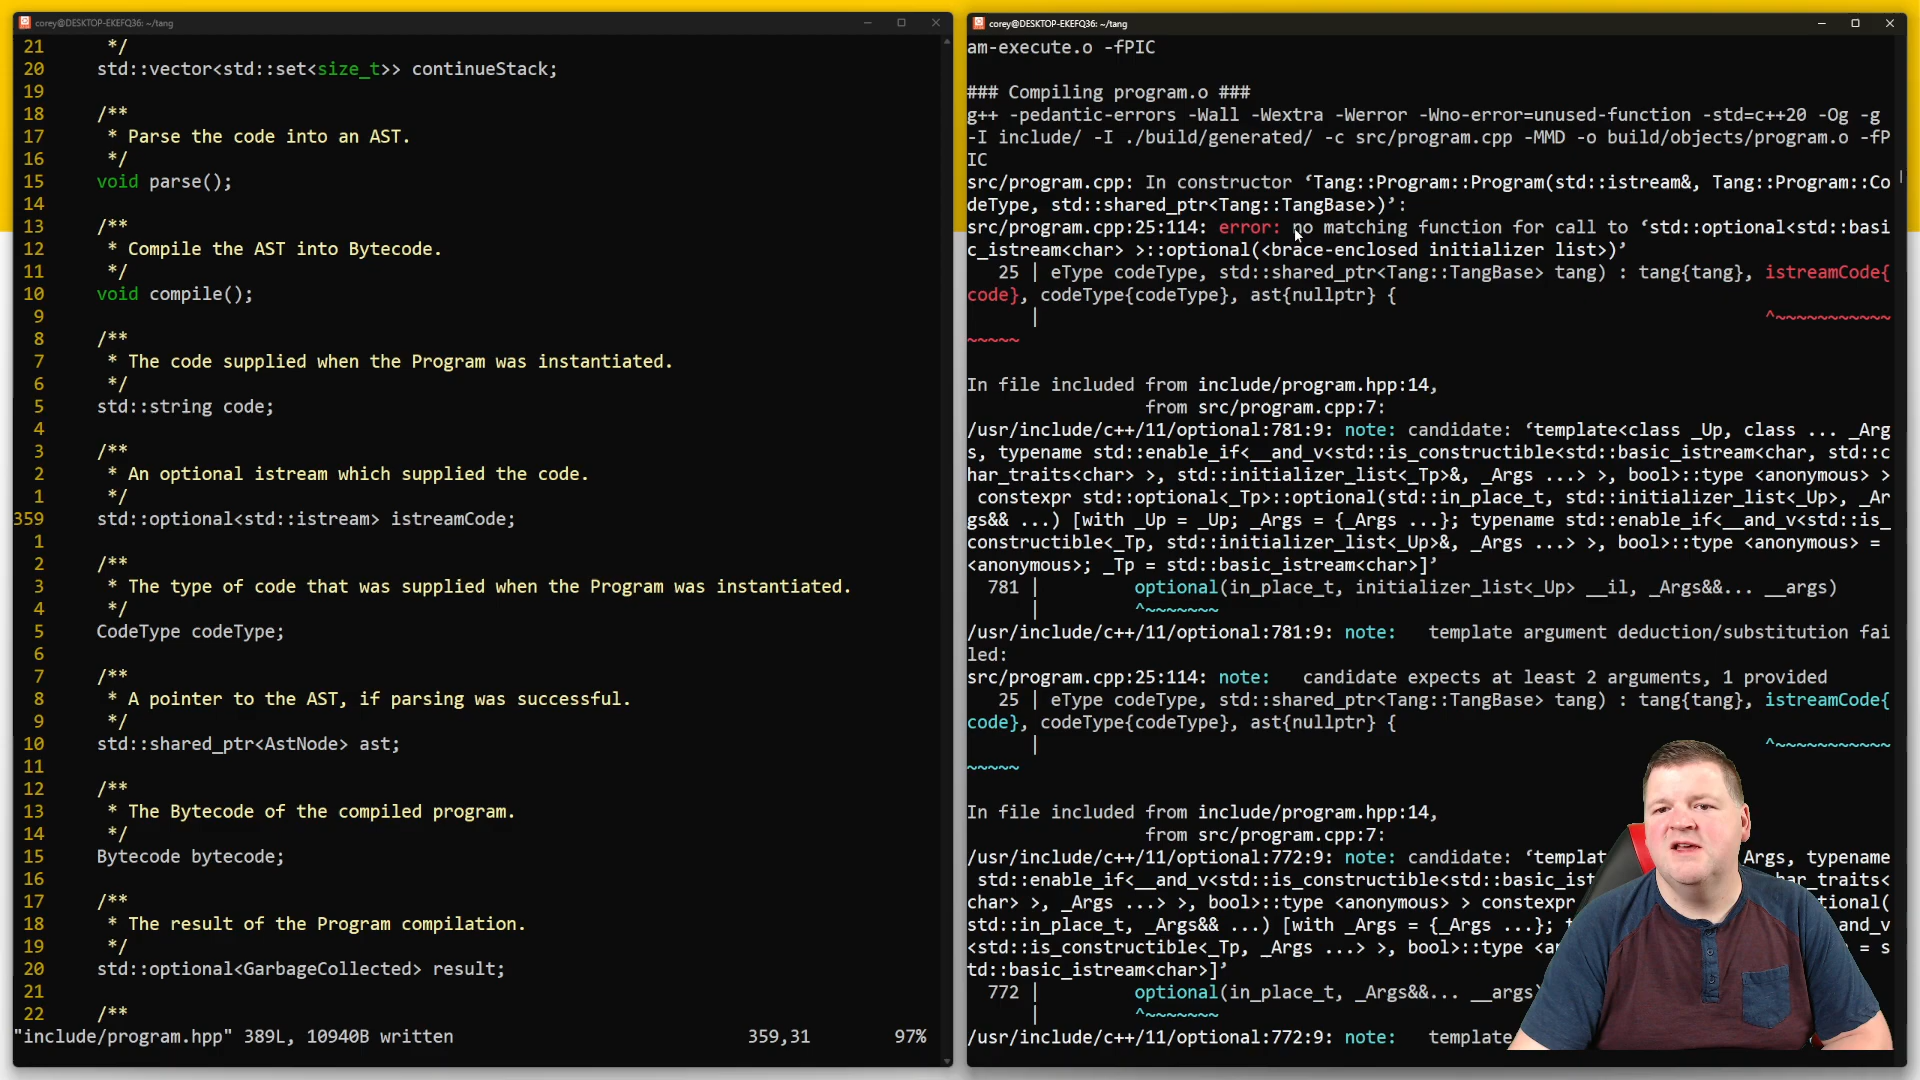 corey@DESKTOP-EKEFQ36: ~/tang
21 */
20 std::vector<std::set<size_t>> continueStack;
19
18 /**
17 * Parse the code into an AST.
16 */
15 void parse();
14
13 /**
12 * Compile the AST into Bytecode.
11 */
10 void compile();
9
8 /**
7 * The code supplied when the Program was instantiated.
6 */
5 std::string code;
4
3 /**
2 * An optional istream which supplied the code.
1 */
359 std::optional<std::istream> istreamCode;
1
2 /**
3 * The type of code that was supplied when the Program was instantiated.
4 */
5 CodeType codeType;
6
7 /**
8 * A pointer to the AST, if parsing was successful.
9 */
10 std::shared_ptr<AstNode> ast;
11
12 /**
13 * The Bytecode of the compiled program.
14 */
15 Bytecode bytecode;
16
17 /**
18 * The result of the Program compilation.
19 */
20 std::optional<GarbageCollected> result;
21
22 /**
"include/program.hpp" 389L, 10940B written 359,31 97%
corey@DESKTOP-EKEFQ36: ~/tang
am-execute.o -fPIC
### Compiling program.o ###
g++ -pedantic-errors -Wall -Wextra -Werror -Wno-error=unused-function -std=c++20 -Og -g
-I include/ -I ./build/generated/ -c src/program.cpp -MMD -o build/objects/program.o -fP
IC
src/program.cpp: In constructor ‘Tang::Program::Program(std::istream&, Tang::Program::Co
deType, std::shared_ptr<Tang::TangBase>)’:
src/program.cpp:25:114: error: no matching function for call to ‘std::optional<std::basi
c_istream<char> >::optional(<brace-enclosed initializer list>)’
25 | eType codeType, std::shared_ptr<Tang::TangBase> tang) : tang{tang}, istreamCode{
code}, codeType{codeType}, ast{nullptr} {
| ^~~~~~~~~~~~
~~~~~
In file included from include/program.hpp:14,
from src/program.cpp:7:
/usr/include/c++/11/optional:781:9: note: candidate: ‘template<class _Up, class ... _Arg
s, typename std::enable_if<__and_v<std::is_constructible<std::basic_istream<char, std::c
har_traits<char> >, std::initializer_list<_Tp>&, _Args ...> >, bool>::type <anonymous> >
constexpr std::optional<_Tp>::optional(std::in_place_t, std::initializer_list<_Up>, _Ar
gs&& ...) [with _Up = _Up; _Args = {_Args ...}; typename std::enable_if<__and_v<std::is_
constructible<_Tp, std::initializer_list<_Up>&, _Args ...> >, bool>::type <anonymous> =
<anonymous>; _Tp = std::basic_istream<char>]’
781 | optional(in_place_t, initializer_list<_Up> __il, _Args&&... __args)
| ^~~~~~~~
/usr/include/c++/11/optional:781:9: note: template argument deduction/substitution fai
led:
src/program.cpp:25:114: note: candidate expects at least 2 arguments, 1 provided
25 | eType codeType, std::shared_ptr<Tang::TangBase> tang) : tang{tang}, istreamCode{
code}, codeType{codeType}, ast{nullptr} {
| ^~~~~~~~~~~~
~~~~~
In file included from include/program.hpp:14,
from src/program.cpp:7:
/usr/include/c++/11/optional:772:9: note: candidate: ‘templat Args, typename
std::enable_if<__and_v<std::is_constructible<std::basic_ist har_traits<
char> >, _Args ...> >, bool>::type <anonymous> > constexpr tional(
std::in_place_t, _Args&& ...) [with _Args = {_Args ...}; t and_v
<std::is_constructible<_Tp, _Args ...> >, bool>::type <an = s
td::basic_istream<char>]’
772 | optional(in_place_t, _Args&&... __args)
| ^~~~~~~~
/usr/include/c++/11/optional:772:9: note: template